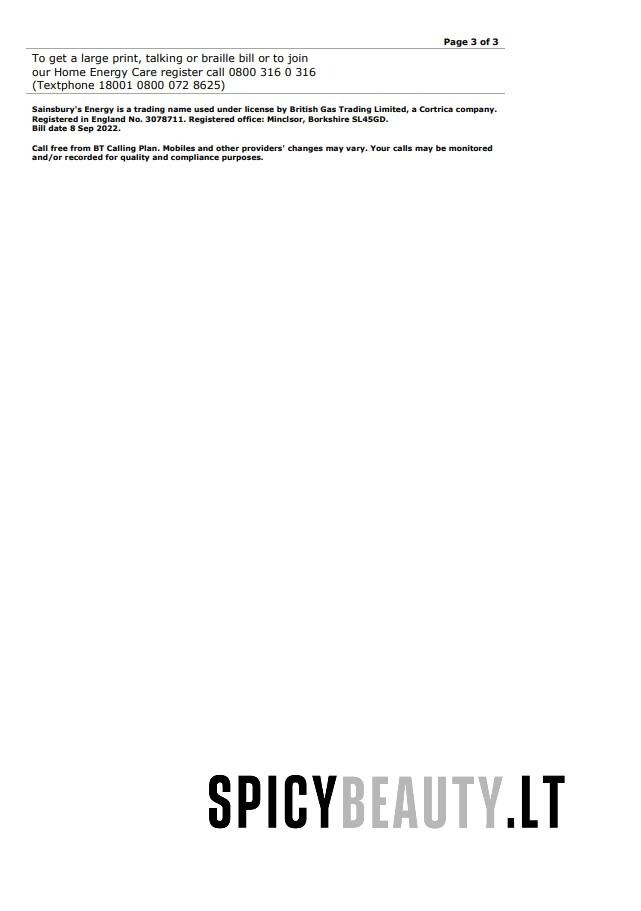 Page 3 of 3
To get a large print, talking or braille bill or to join
our Home Energy Care register call 0800 316 0 316
(Textphone 18001 0800 072 8625)
Sainsbury's Energy is a trading name used under license by British Gas Trading Limited, a Cortrica company.
Registered in England No. 3078711. Registered office: Minclsor, Borkshire SL45GD.
Bill date 8 Sep 2022.
Call free from BT Calling Plan. Mobiles and other providers' changes may vary. Your calls may be monitored
and/or recorded for quality and compliance purposes.
SPICYBEAUTY.LT